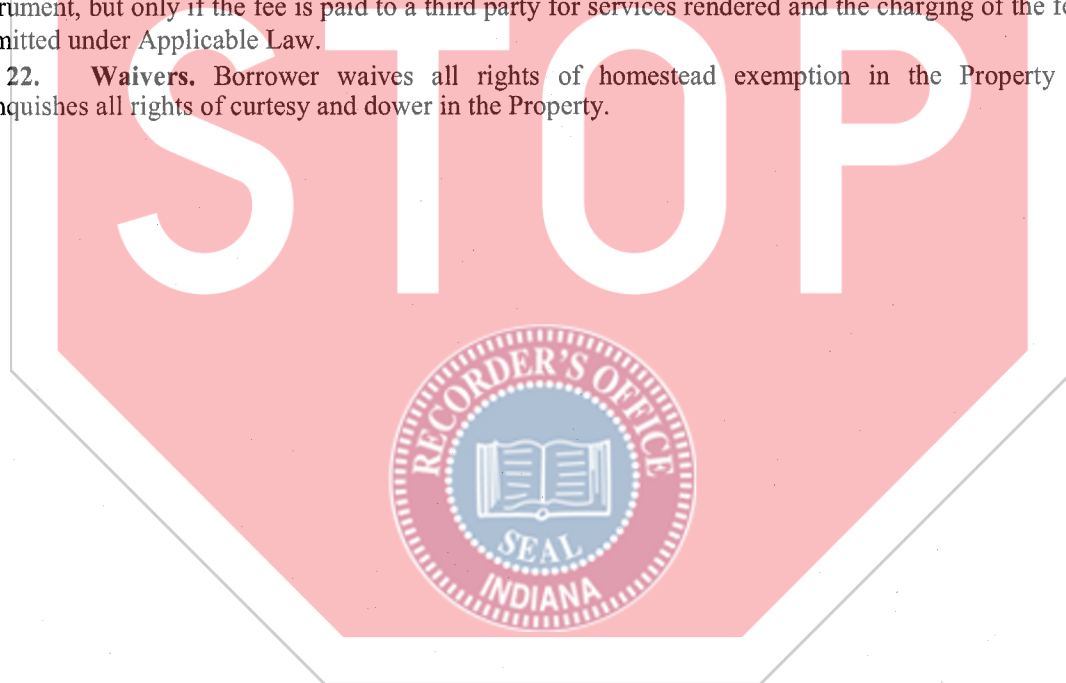 rument, but only if the fee is paid to a third party for services rendered and the charging of the fe
mitted under Applicable Law.
22. Waivers. Borrower waives all rights of homestead exemption in the Property
nquishes all rights of curtesy and dower in the Property.
STOP
RECORDER'S OFFICE
SEAL
INDIANA